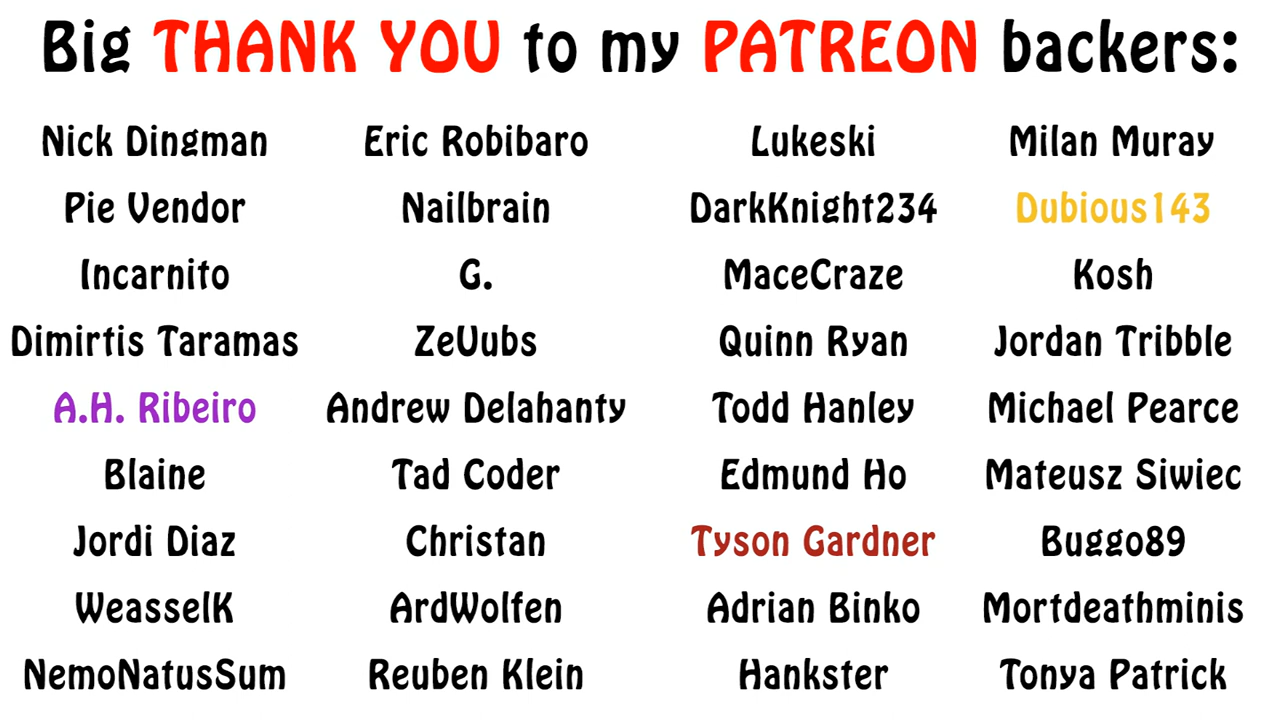 Big THANK YOU to my PATREON backers:
Nick Dingman Eric Robibaro Lukeski Milan Muray
Pie Vendor Nailbrain DarkKnight234 Dubious143
Incarnito G. MaceCraze Kosh
Dimirtis Taramas ZeVubs Quinn Ryan Jordan Tribble
A.H. Ribeiro Andrew Delahanty Todd Hanley Michael Pearce
Blaine Tad Coder Edmund Ho Mateusz Siwiec
Jordi Diaz Christan Tyson Gardner Buggo89
WeasselK ArdWolfen Adrian Binko Mortdeathminis
NemoNatusSum Reuben Klein Hankster Tonya Patrick